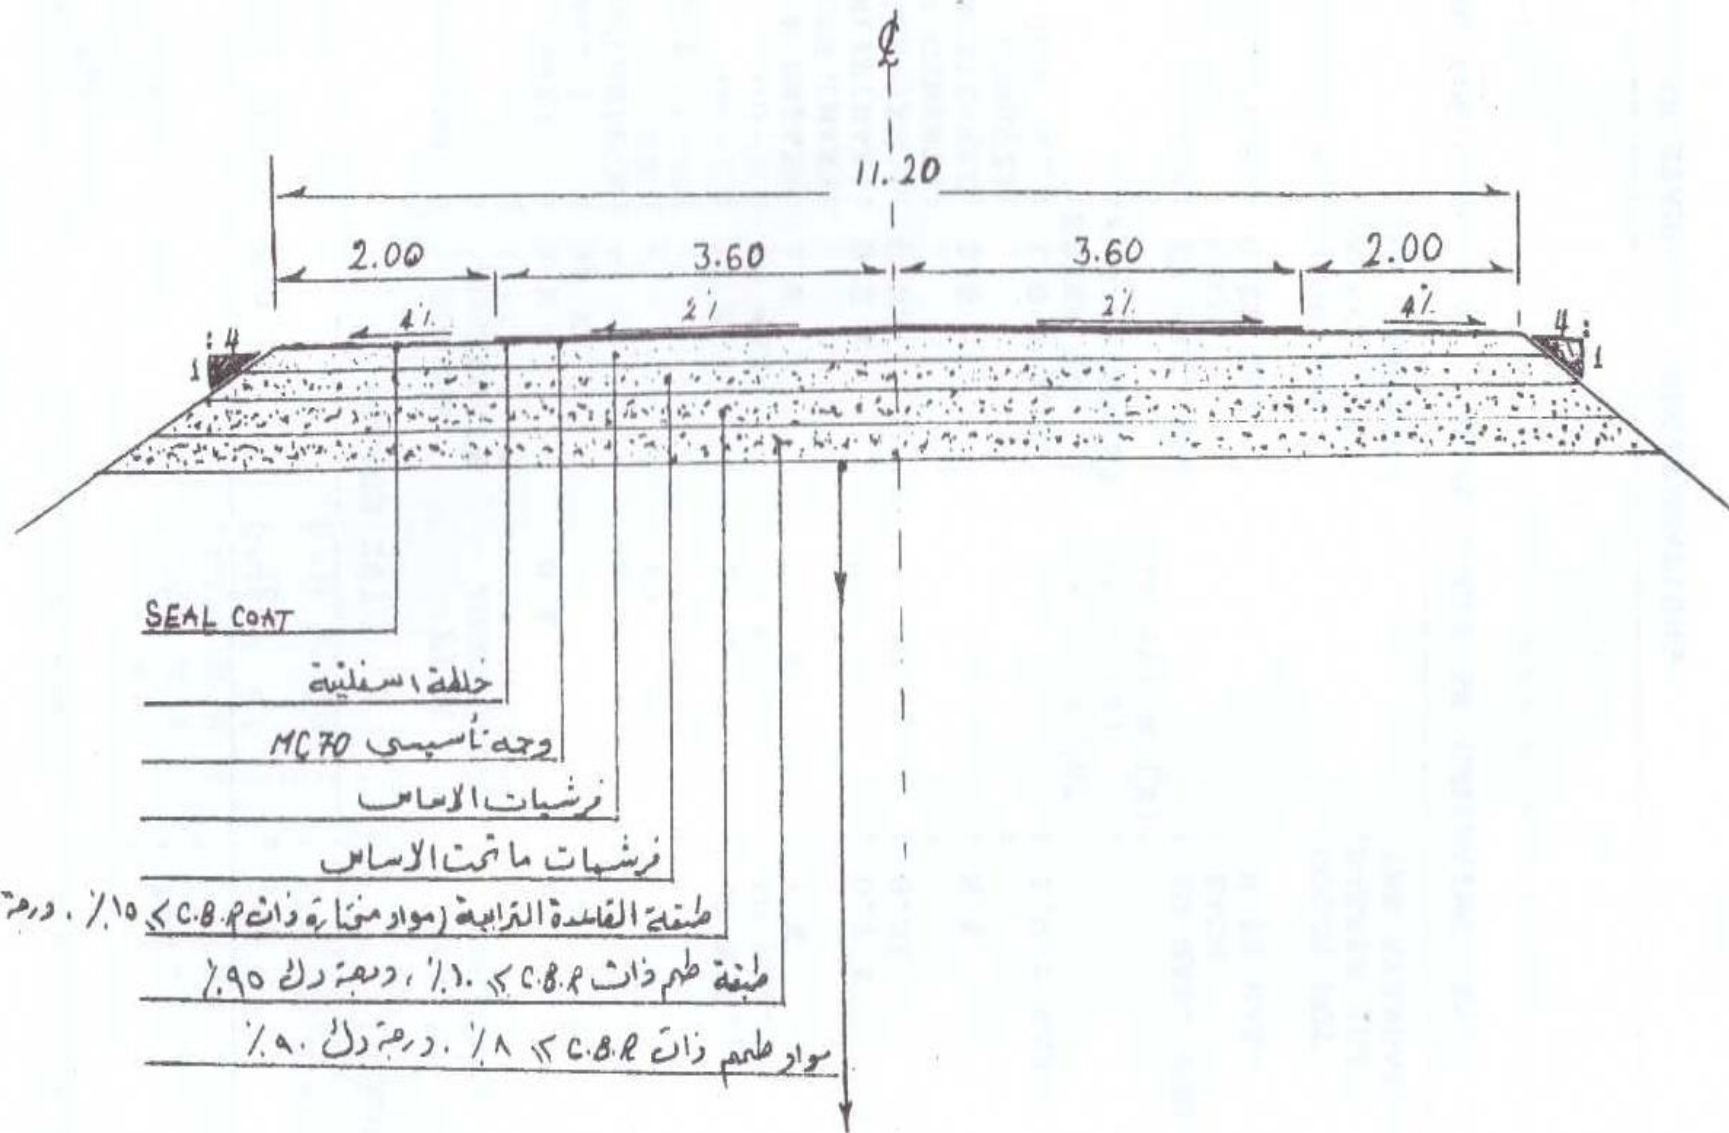 ℄
11.20
2.00 3.60 3.60 2.00
4% 2% 2% 4%
4 4
1 1
SEAL COAT
خلطة اسفلتية
وجه تأسيسي MC70
فرشيات الاساس
فرشيات ما تحت الاساس
طبقة القاعدة الترابية (مواد مختارة ذات C.B.R ≥ ١٥٪ ، درجة
طبقة طمم ذات C.B.R ≥ ١٠٪ ، درجة دك ٩٥٪
مواد طمم ذات C.B.R ≥ ٨٪ ، درجة دك ٩٠٪